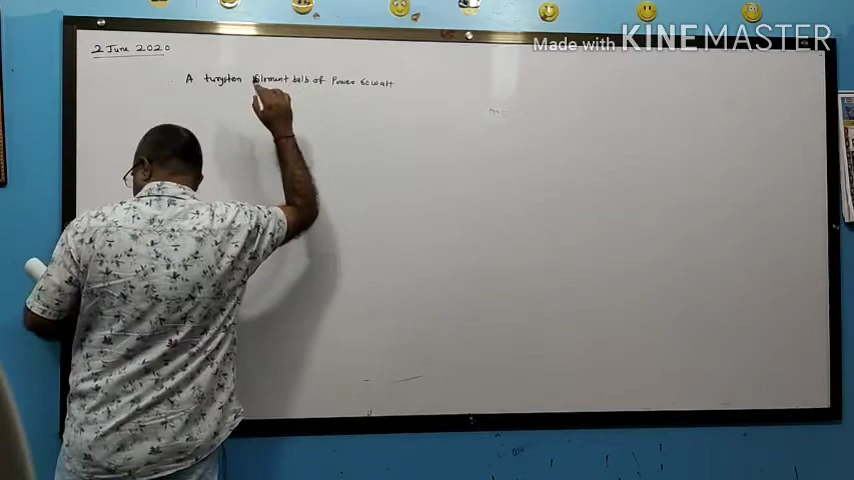 Made with KINEMASTER
2 June 2020
A tungsten filament bulb of Power 60 watt